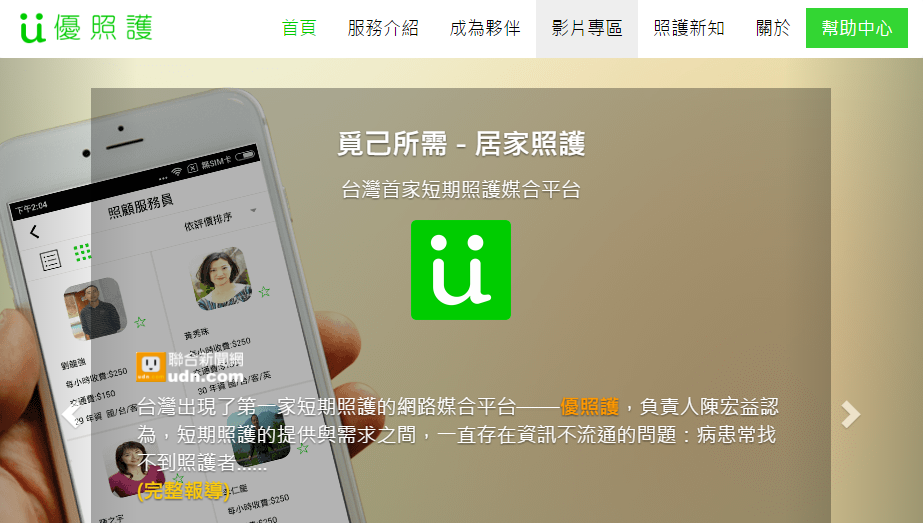 優照護
首頁 服務介紹 成為夥伴 影片專區 照護新知 關於 幫助中心
覓己所需 - 居家照護
台灣首家短期照護媒合平台
下午2:04
無SIM卡
照顧服務員
依評價排序
黃秀珠
每小時收費:$250
交通費:$150
30 年資 國/台/客/英
每小時收費:$250
交通費:$150
29 年資 國/台/客
聯合新聞網
udn.com
台灣出現了第一家短期照護的網路媒合平台——優照護，負責人陳宏益認
為，短期照護的提供與需求之間，一直存在資訊不流通的問題：病患常找
不到照護者......
(完整報導)
每小時收費:$250